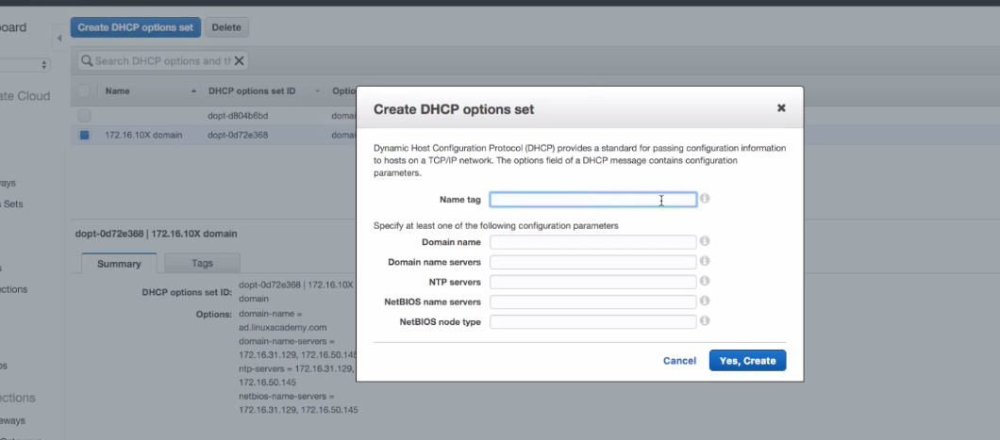 oard
Create DHCP options set Delete
Search DHCP options and th
ate Cloud
Name DHCP options set ID Optio
dopt-d804b6bd domai
172.16.10X domain dopt-0d72e368 domai
ways
s Sets
ections
ections
eways
dopt-0d72e368 | 172.16.10X domain
Summary Tags
DHCP options set ID: dopt-0d72e368 | 172.16.10X
domain
Options: domain-name =
ad.linuxacademy.com
domain-name-servers =
172.16.31.129, 172.16.50.145
ntp-servers = 172.16.31.129,
172.16.50.145
netbios-name-servers =
172.16.31.129, 172.16.50.145
Create DHCP options set
Dynamic Host Configuration Protocol (DHCP) provides a standard for passing configuration information
to hosts on a TCP/IP network. The options field of a DHCP message contains configuration
parameters.
Name tag
Specify at least one of the following configuration parameters
Domain name
Domain name servers
NTP servers
NetBIOS name servers
NetBIOS node type
Cancel Yes, Create